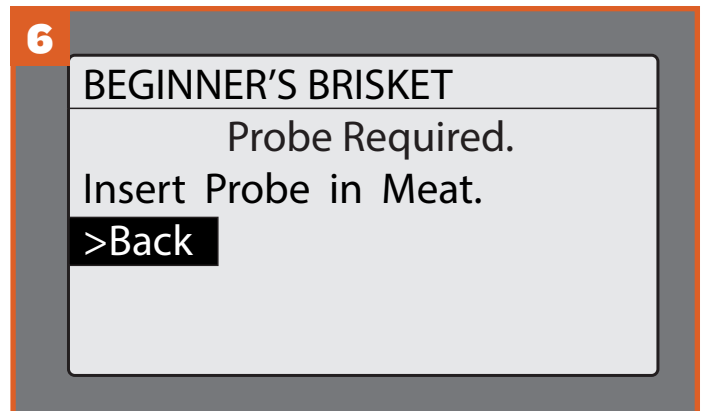 6
BEGINNER’S BRISKET
Probe Required.
Insert Probe in Meat.
>Back